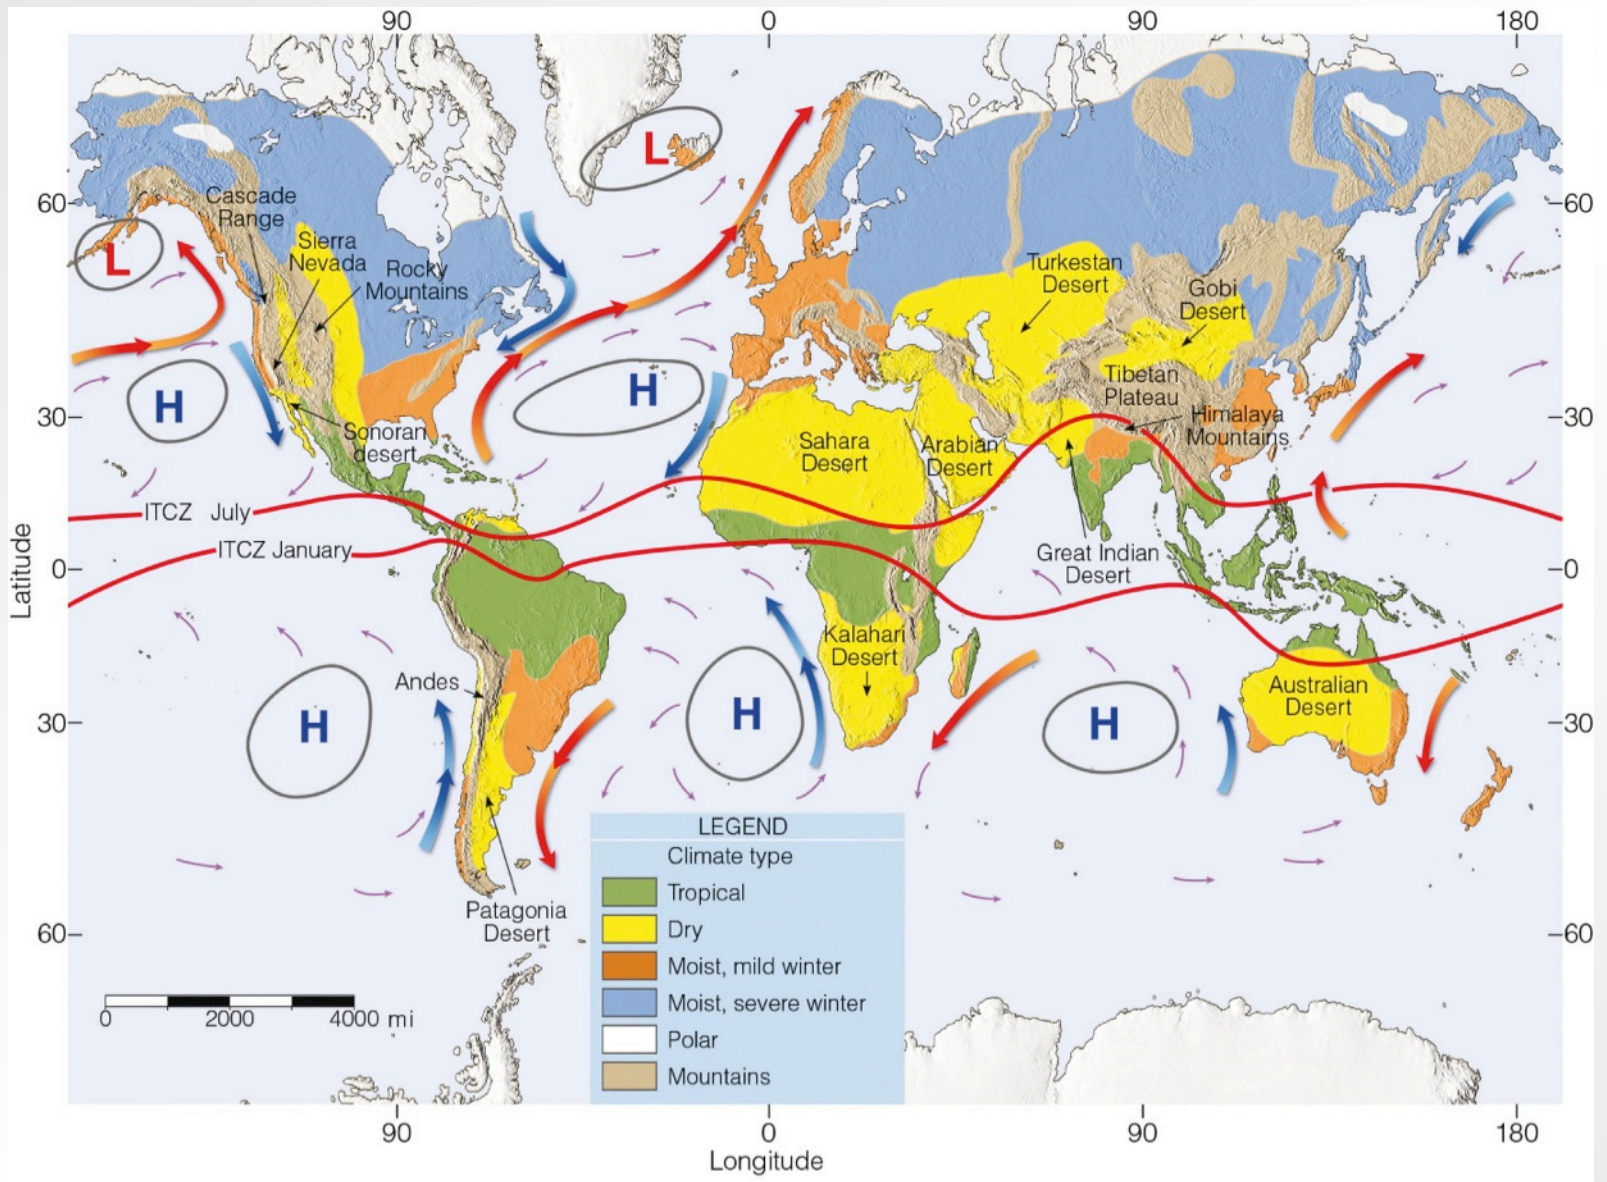 90
0
90
180
L
60
60
Cascade
Range
L
Sierra
Nevada
Rocky
Mountains
Turkestan
Desert
Gobi
Desert
H
H
Tibetan
Plateau
30
30
Himalaya
Mountains
Sonoran
desert
Sahara
Desert
Arabian
Desert
ITCZ July
ITCZ January
Great Indian
Desert
Latitude
0
0
Kalahari
Desert
Andes
Australian
Desert
H
H
H
30
30
LEGEND
Climate type
Tropical
Dry
Moist, mild winter
Moist, severe winter
Polar
Mountains
Patagonia
Desert
60
60
0
2000
4000 mi
90
0
90
180
Longitude